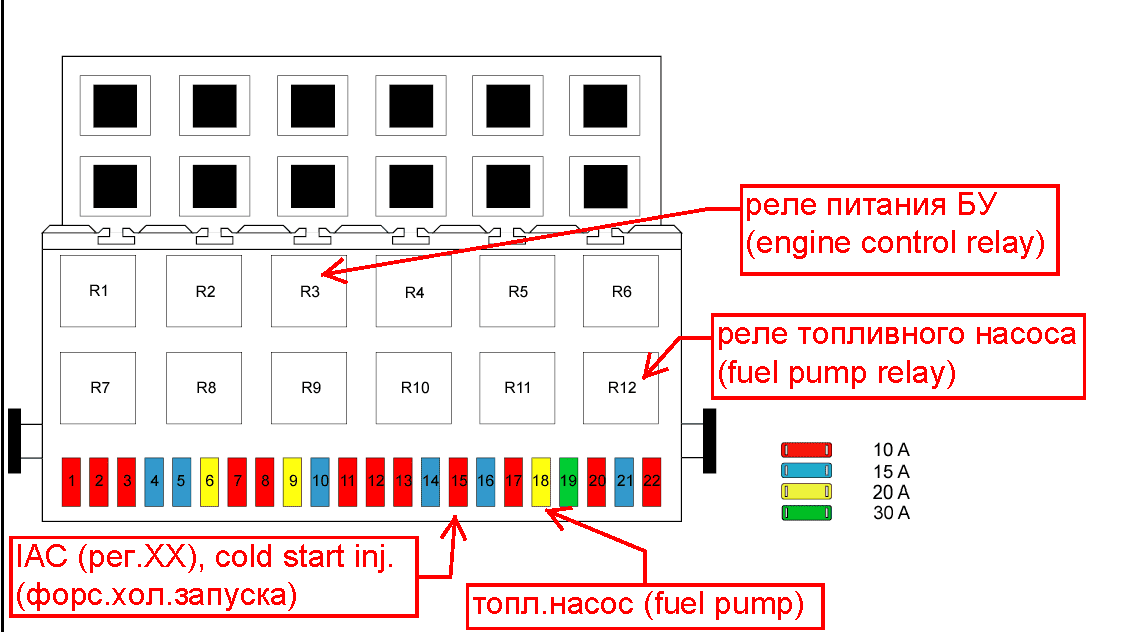 реле питания БУ
(engine control relay)
R1 R2 R3 R4 R5 R6
реле топливного насоса
(fuel pump relay)
R7 R8 R9 R10 R11 R12
10 A
15 A
20 A
30 A
1 2 3 4 5 6 7 8 9 10 11 12 13 14 15 16 17 18 19 20 21 22
IAC (рег.ХХ), cold start inj.
(форс.хол.запуска)
топл.насос (fuel pump)